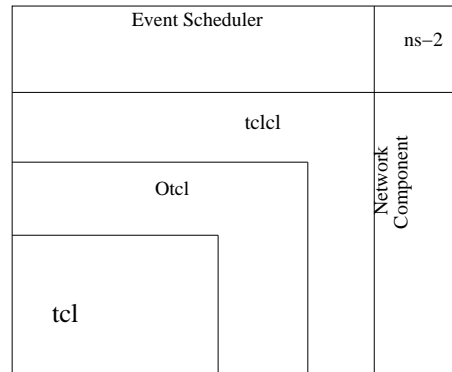 Event Scheduler
ns−2
tclcl
Network
Component
Otcl
tcl